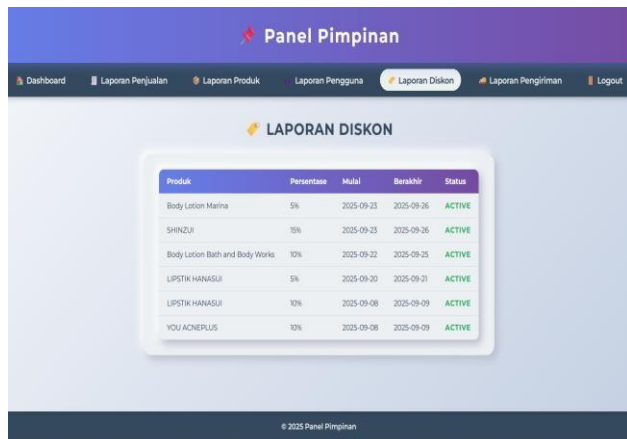 Panel Pimpinan
Dashboard Laporan Penjualan Laporan Produk Laporan Pengguna Laporan Diskon Laporan Pengiriman Logout
LAPORAN DISKON
Produk Persentase Mulai Berakhir Status
Body Lotion Marina 5% 2025-09-23 2025-09-26 ACTIVE
SHINZUI 15% 2025-09-23 2025-09-26 ACTIVE
Body Lotion Bath and Body Works 10% 2025-09-22 2025-09-25 ACTIVE
LIPSTIK HANASUI 5% 2025-09-20 2025-09-21 ACTIVE
LIPSTIK HANASUI 10% 2025-09-08 2025-09-09 ACTIVE
YOU ACNEPLUS 10% 2025-09-08 2025-09-09 ACTIVE
© 2025 Panel Pimpinan